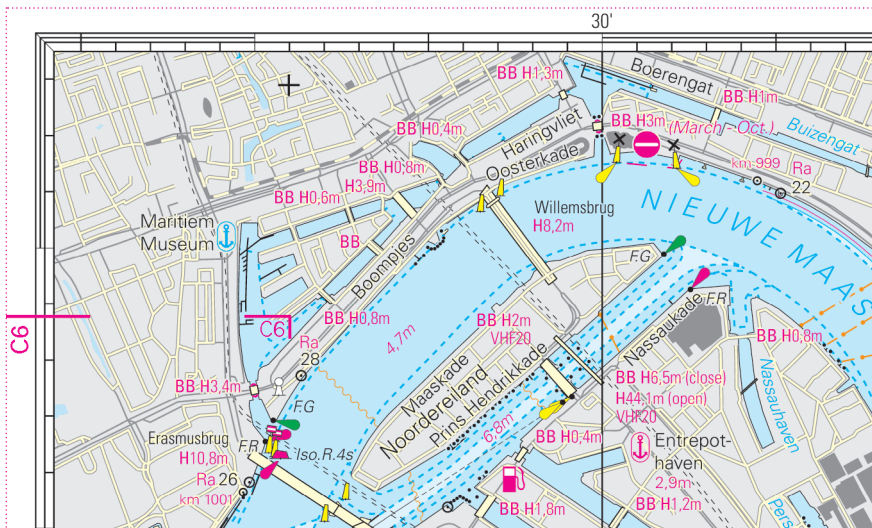 30'
Boerengat
BB H1,3m
BB H1m
BB H3m
(March - Oct.)
Buizengat
BB H0,4m
Haringvliet
Oosterkade
km 999
Ra
22
BB H0,8m
H3,9m
BB H0,6m
Willemsbrug
H8,2m
NIEUWE MAAS
Maritiem
Museum
BB
Boompjes
F.G
F.R
C6
C6
BB H0,8m
Ra
28
4,7m
BB H2m
VHF20
Nassaukade
BB H0,8m
Nassauhaven
BB H3,4m
Maaskade
Noordereiland
Prins Hendrikkade
BB H6,5m (close)
H44,1m (open)
VHF20
F.G
6,8m
Erasmusbrug
H10,8m
F.R
Iso.R.4s
BB H0,4m
Entrepot-
haven
2,9m
Ra
26
km 1001
BB H1,8m
BB H1,2m
Pers